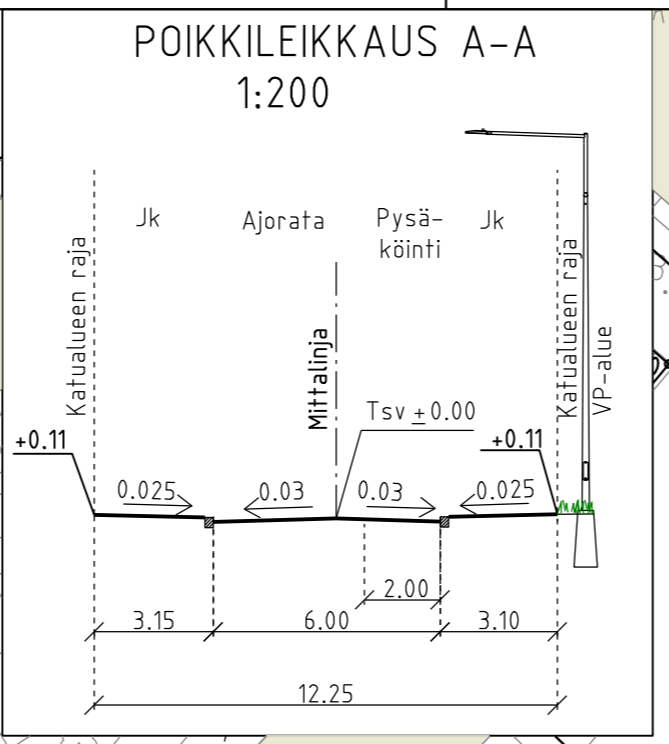 POIKKILEIKKAUS A-A
1:200
Jk
Ajorata
Pysä-
köinti
Jk
Katualueen raja
Mittalinja
Katualueen raja
VP-alue
Tsv ±0.00
+0.11
+0.11
0.025
0.03
0.03
0.025
2.00
3.15
6.00
3.10
12.25